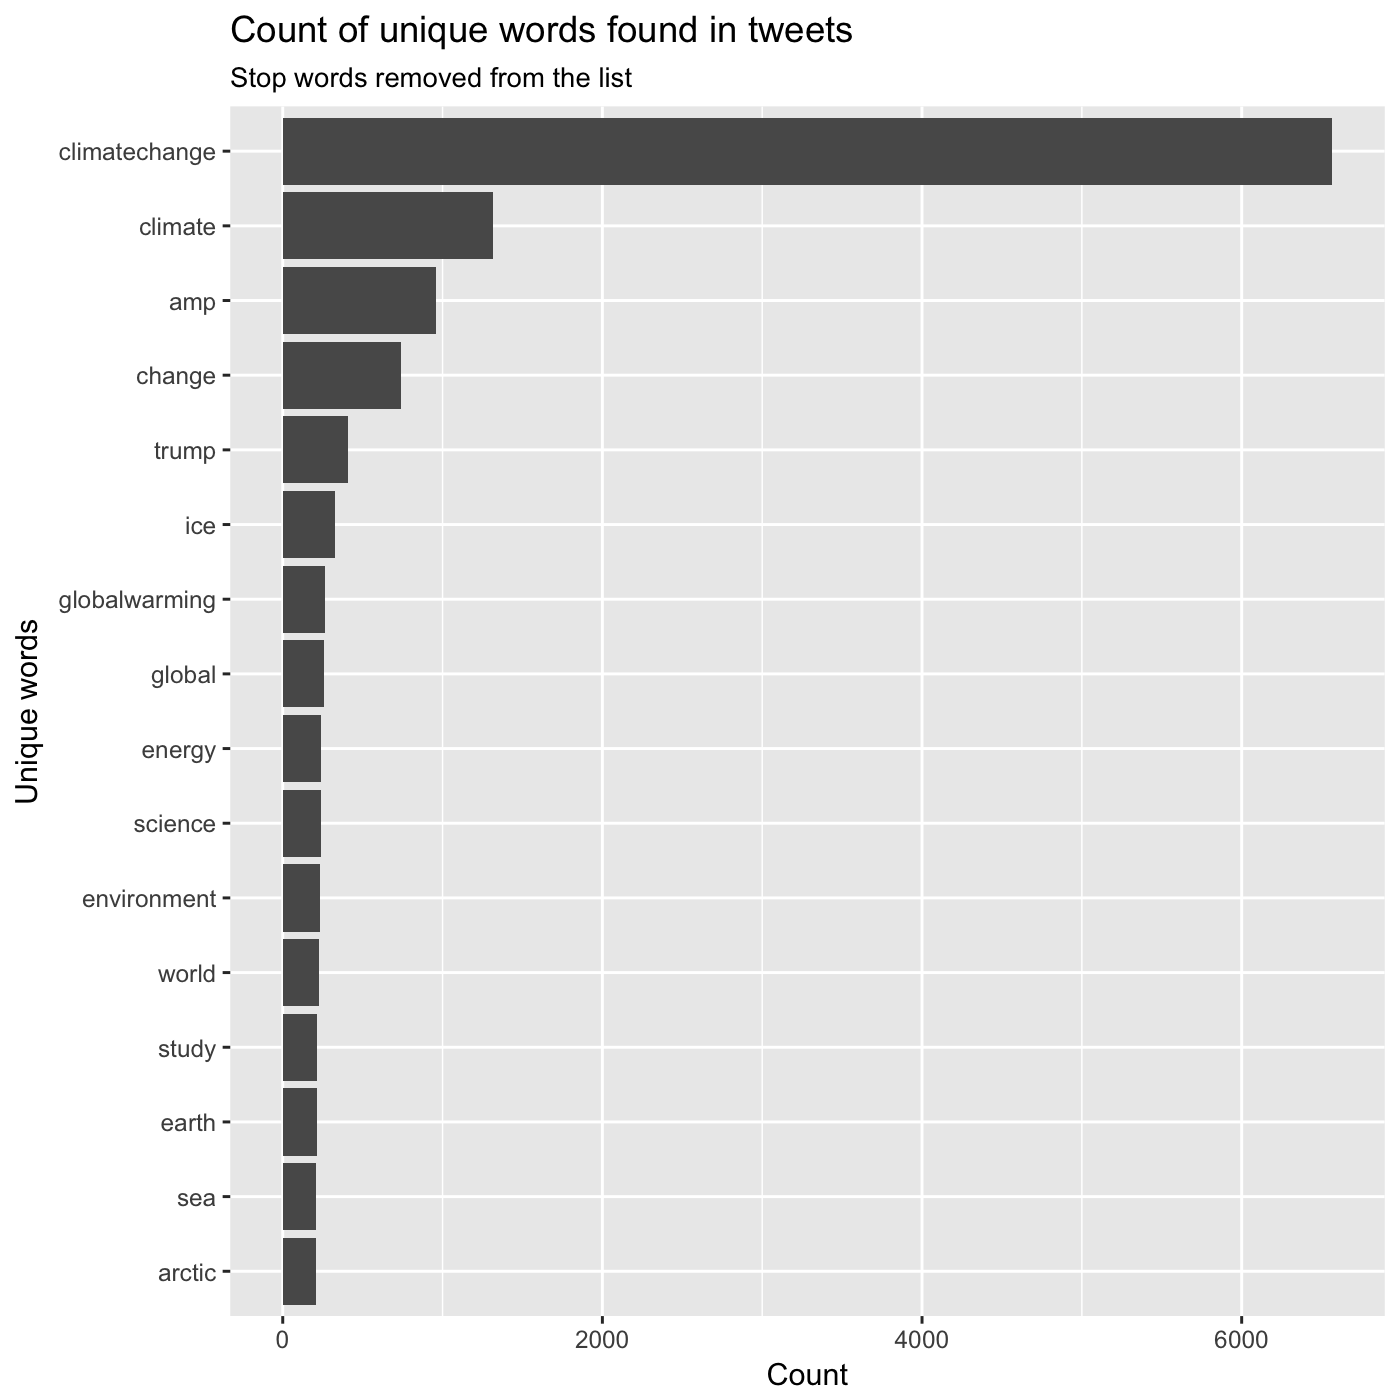 Count of unique words found in tweets
Stop words removed from the list
Unique words
climatechange
climate
amp
change
trump
ice
globalwarming
global
energy
science
environment
world
study
earth
sea
arctic
0 2000 4000 6000
Count